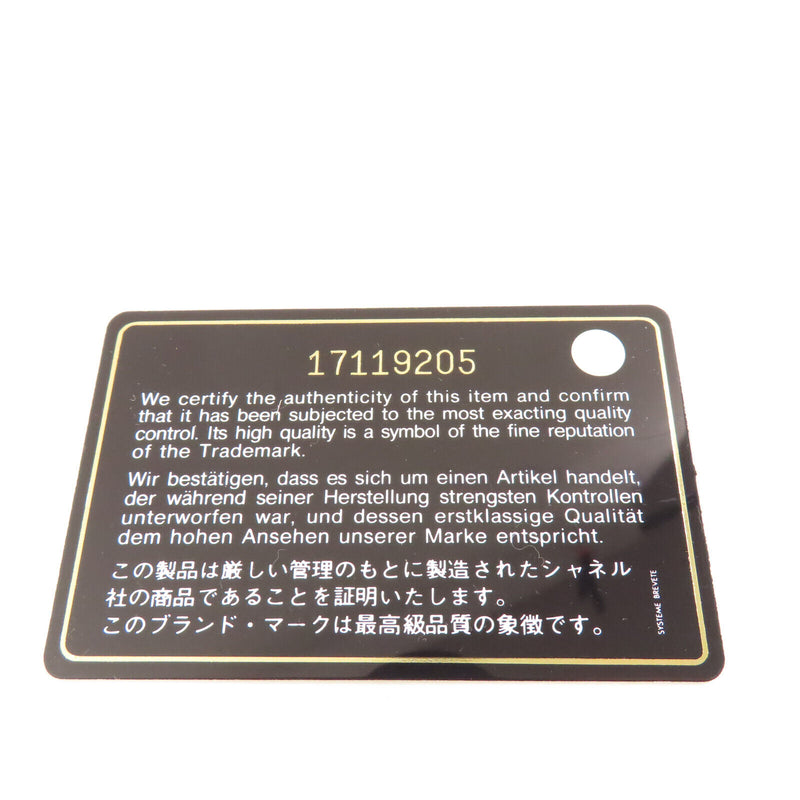 17119205
We certify the authenticity of this item and confirm
that it has been subjected to the most exacting quality
control. Its high quality is a symbol of the fine reputation
of the Trademark.
Wir bestätigen, dass es sich um einen Artikel handelt,
der während seiner Herstellung strengsten Kontrollen
unterworfen war, und dessen erstklassige Qualität
dem hohen Ansehen unserer Marke entspricht.
この製品は厳しい管理のもとに製造されたシャネル
社の商品であることを証明いたします。
このブランド・マークは最高級品質の象徴です。
SYSTEME BREVETE